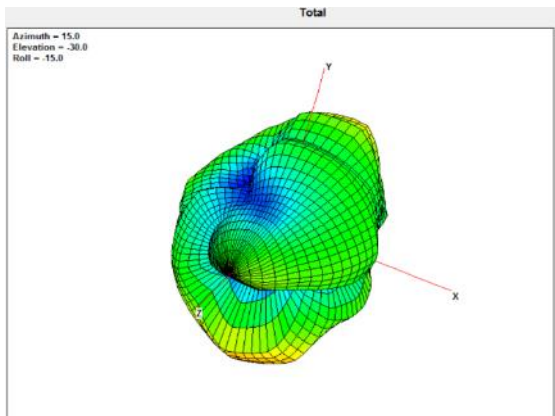 Total
Azimuth = 15.0
Elevation = -30.0
Roll = -15.0
Y
X
Z